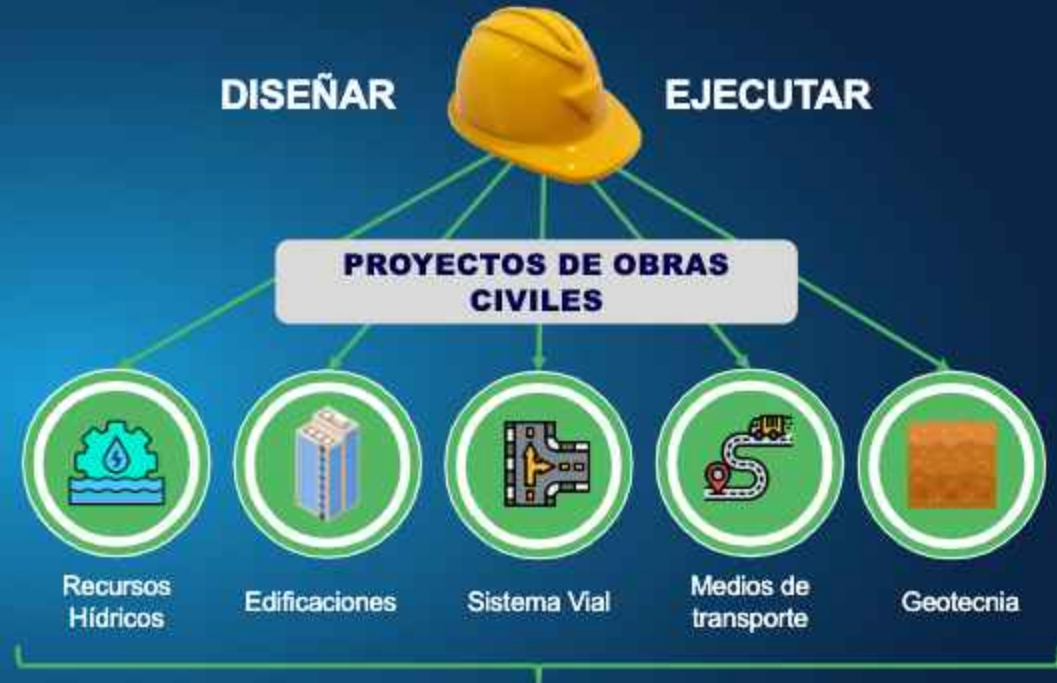 DISEÑAR
EJECUTAR
PROYECTOS DE OBRAS
CIVILES
Recursos
Hídricos
Edificaciones
Sistema Vial
Medios de
transporte
Geotecnia